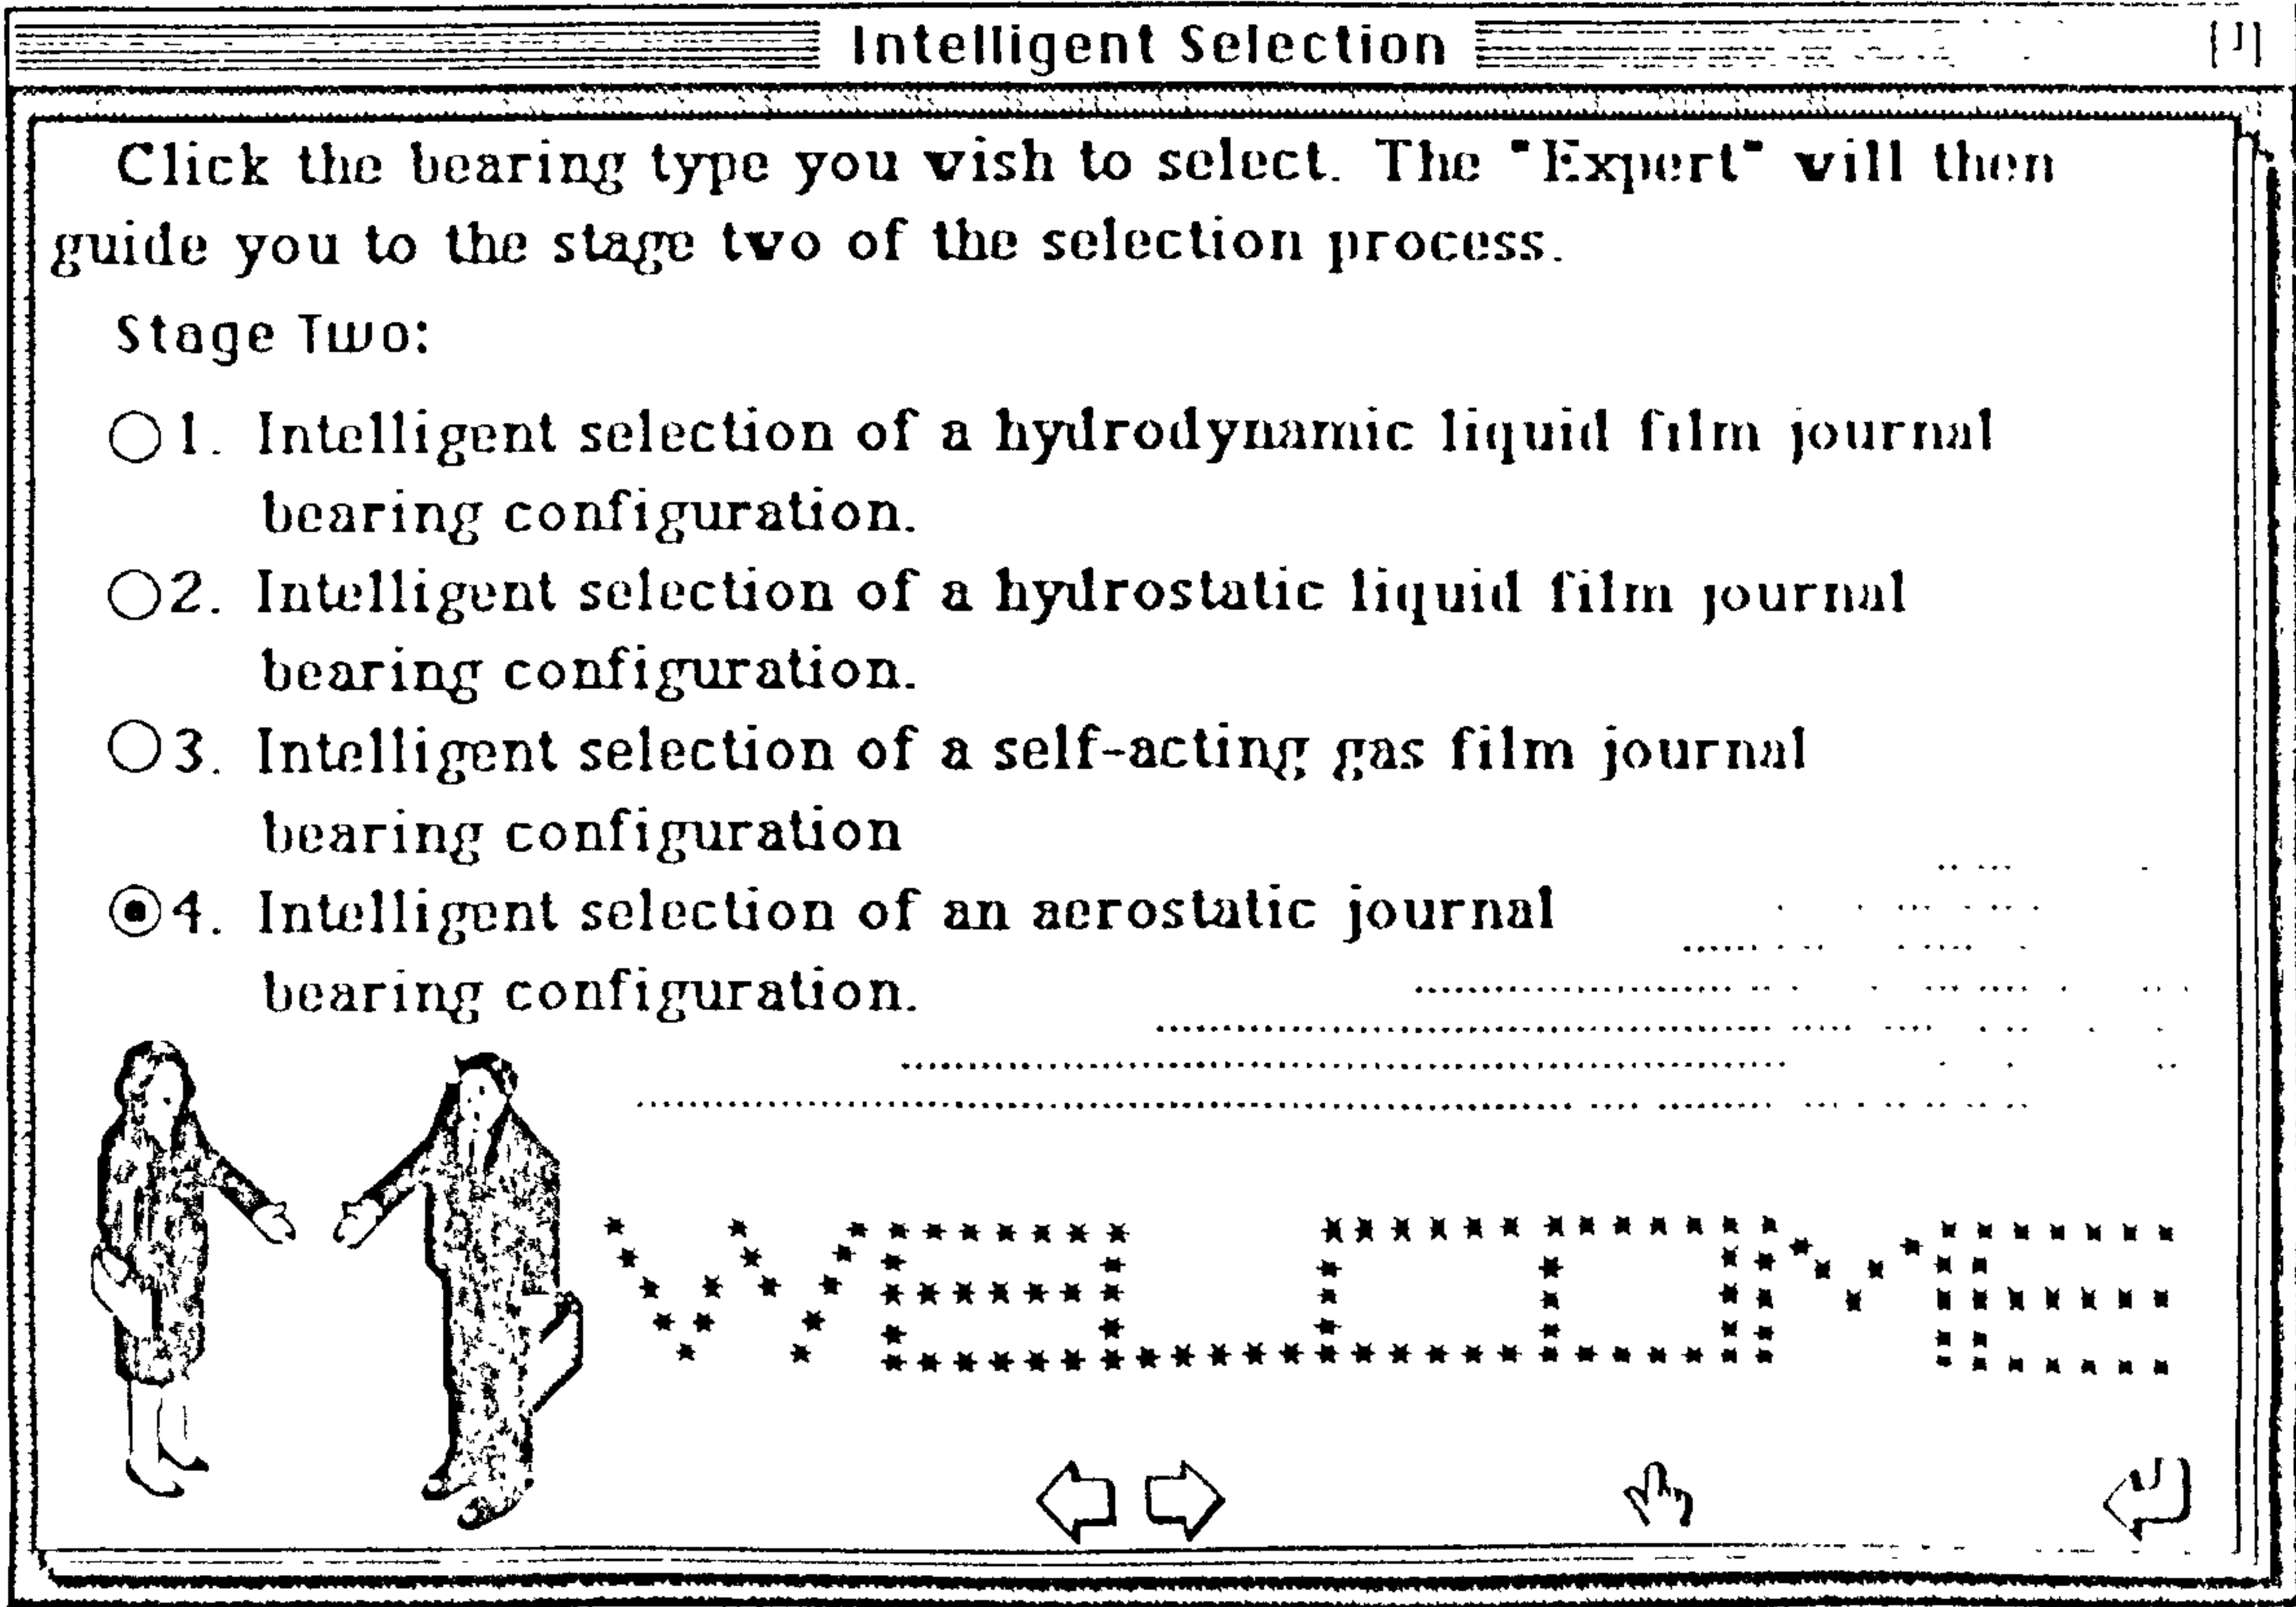 Intelligent Selection
Click the bearing type you wish to select. The "Expert" will then
guide you to the stage two of the selection process.
Stage Two:
1. Intelligent selection of a hydrodynamic liquid film journal
bearing configuration.
2. Intelligent selection of a hydrostatic liquid film journal
bearing configuration.
3. Intelligent selection of a self-acting gas film journal
bearing configuration
4. Intelligent selection of an aerostatic journal
bearing configuration.
WELCOME